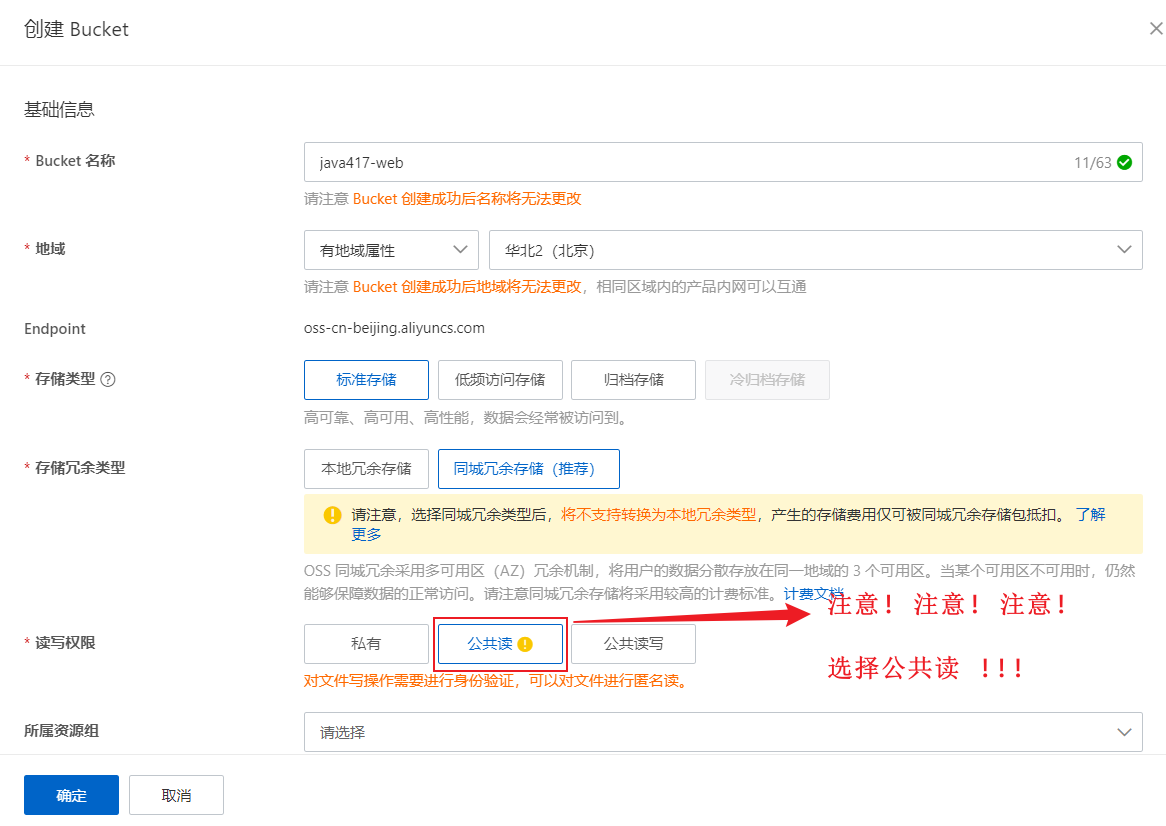 创建 Bucket
基础信息
* Bucket 名称
java417-web
11/63
请注意 Bucket 创建成功后名称将无法更改
* 地域
有地域属性
华北2（北京）
请注意 Bucket 创建成功后地域将无法更改，相同区域内的产品内网可以互通
Endpoint
oss-cn-beijing.aliyuncs.com
* 存储类型 ?
标准存储
低频访问存储
归档存储
冷归档存储
高可靠、高可用、高性能，数据会经常被访问到。
* 存储冗余类型
本地冗余存储
同城冗余存储（推荐）
请注意，选择同城冗余类型后，将不支持转换为本地冗余类型，产生的存储费用仅可被同城冗余存储包抵扣。 了解
更多
OSS 同城冗余采用多可用区（AZ）冗余机制，将用户的数据分散存放在同一地域的 3 个可用区。当某个可用区不可用时，仍然
能够保障数据的正常访问。请注意同城冗余存储将采用较高的计费标准。计费文档
注意！ 注意！ 注意！
* 读写权限
私有
公共读
公共读写
选择公共读 ！！！
对文件写操作需要进行身份验证，可以对文件进行匿名读。
所属资源组
请选择
确定
取消